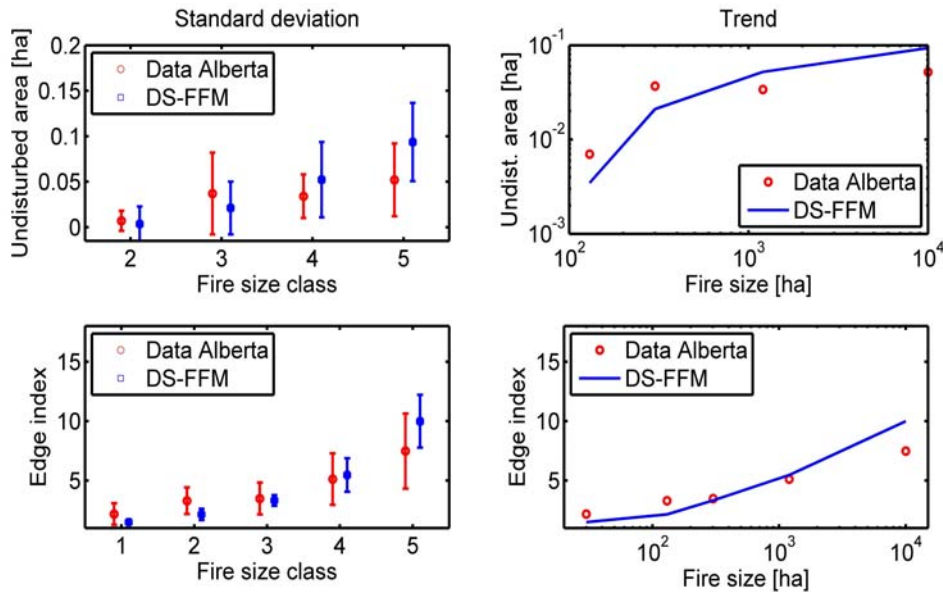 Standard deviation
Undisturbed area [ha]
0.2
0.15
0.1
0.05
0
Data Alberta
DS-FFM
2 3 4 5
Fire size class
Trend
Undist. area [ha]
10^-1
10^-2
10^-3
Data Alberta
DS-FFM
10^2 10^3 10^4
Fire size [ha]
Edge index
15
10
5
Data Alberta
DS-FFM
1 2 3 4 5
Fire size class
Edge index
15
10
5
Data Alberta
DS-FFM
10^2 10^3 10^4
Fire size [ha]